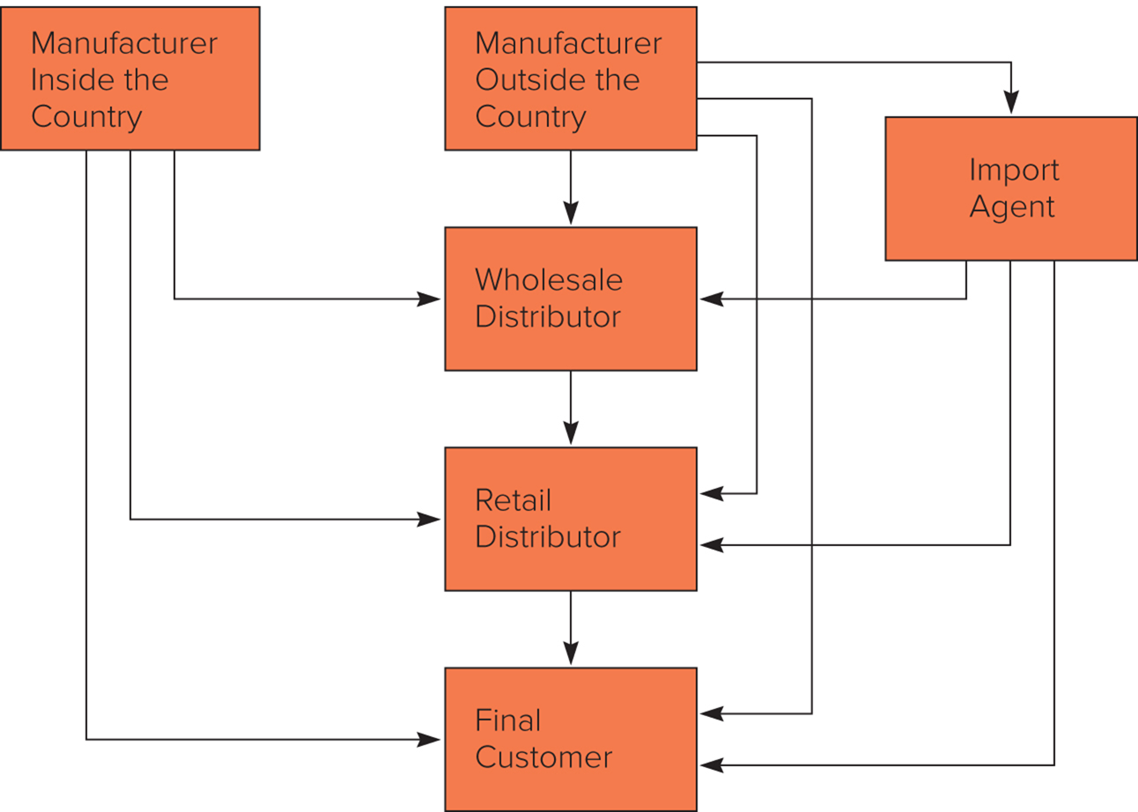 Manufacturer
Inside the
Country
Manufacturer
Outside the
Country
Import
Agent
Wholesale
Distributor
Retail
Distributor
Final
Customer